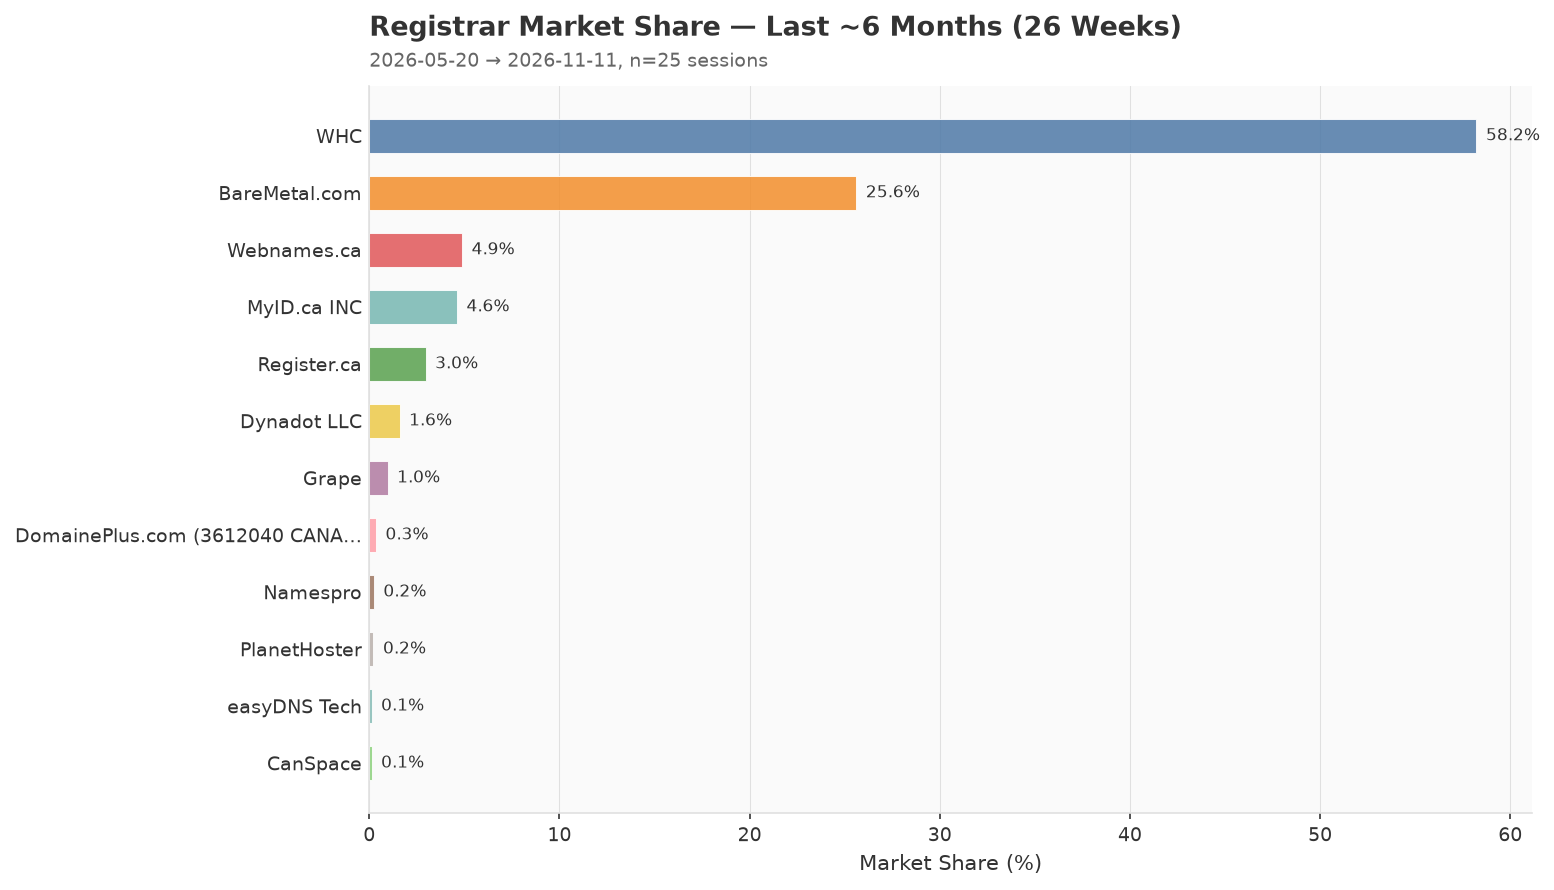 Registrar Market Share — Last ~6 Months (26 Weeks)
2026-05-20 → 2026-11-11, n=25 sessions
WHC 58.2%
BareMetal.com 25.6%
Webnames.ca 4.9%
MyID.ca INC 4.6%
Register.ca 3.0%
Dynadot LLC 1.6%
Grape 1.0%
DomainePlus.com (3612040 CANA... 0.3%
Namespro 0.2%
PlanetHoster 0.2%
easyDNS Tech 0.1%
CanSpace 0.1%
0 10 20 30 40 50 60
Market Share (%)